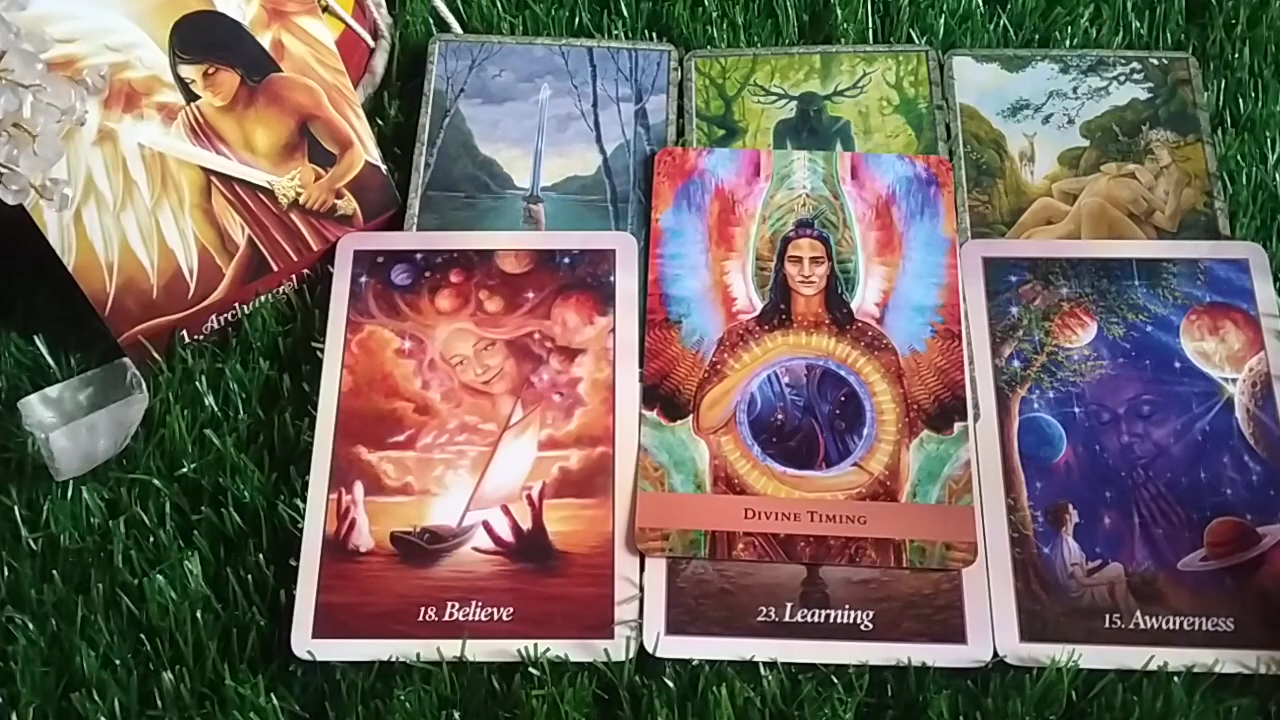 1. Archangel
DIVINE TIMING
18. Believe
23. Learning
15. Awareness